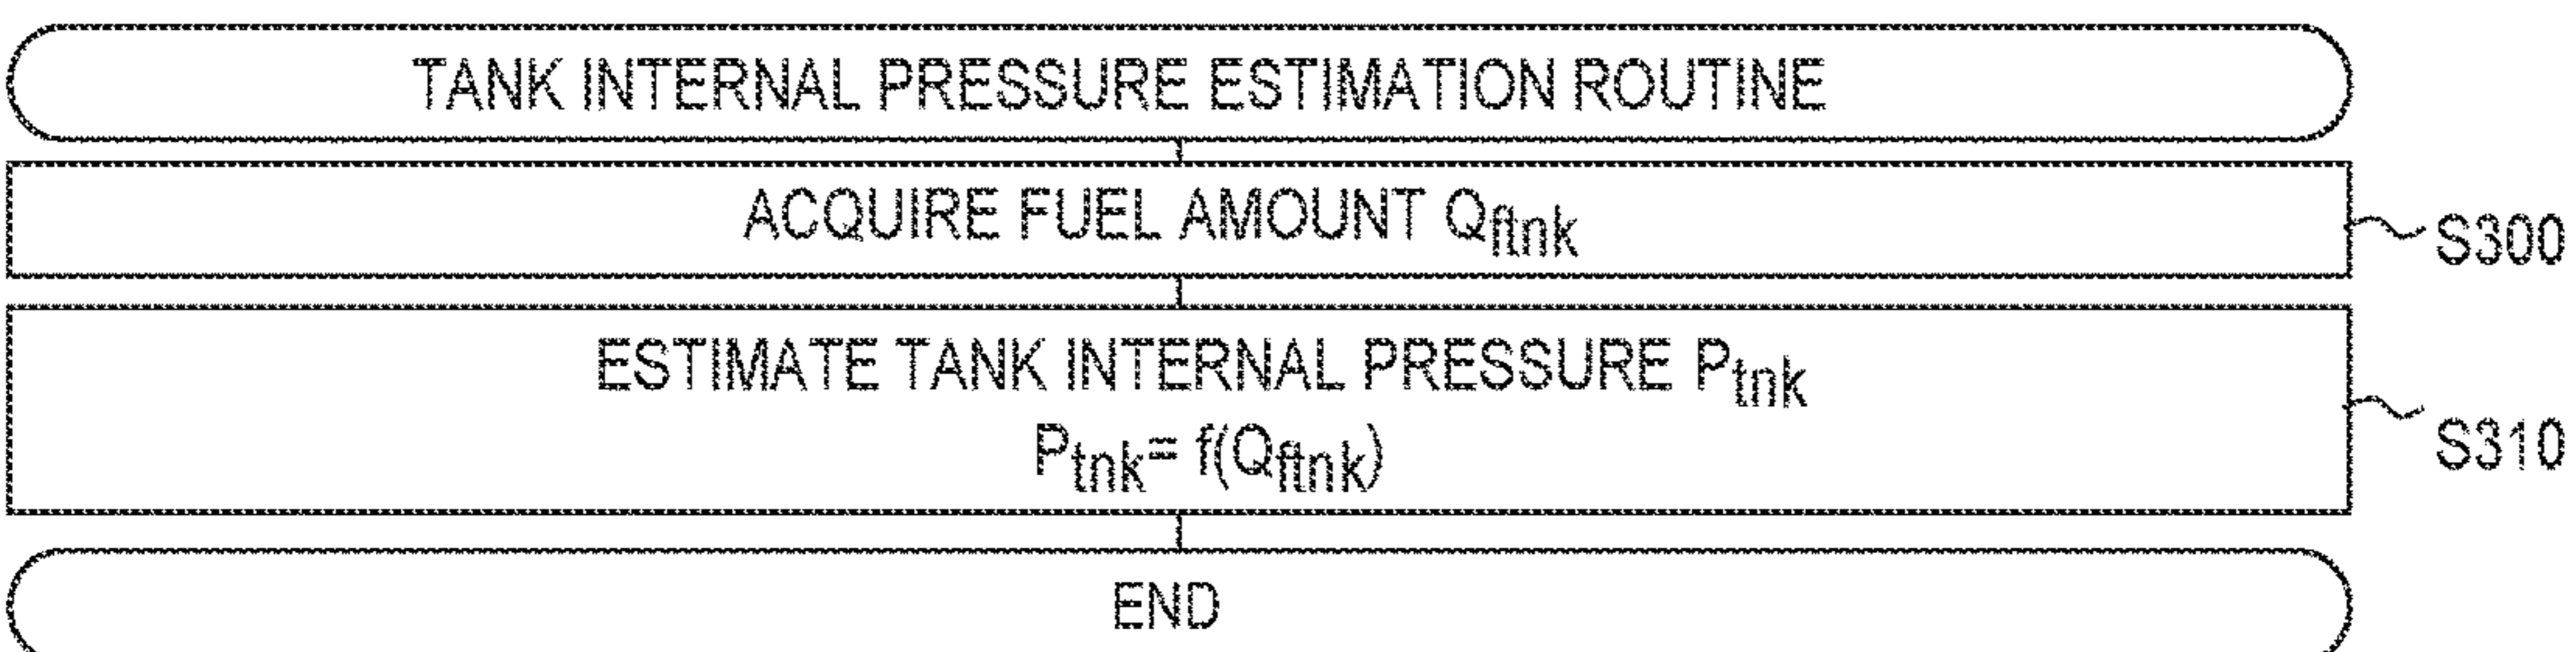 TANK INTERNAL PRESSURE ESTIMATION ROUTINE
ACQUIRE FUEL AMOUNT Qftnk
S300
ESTIMATE TANK INTERNAL PRESSURE Ptnk
Ptnk= f(Qftnk)
S310
END